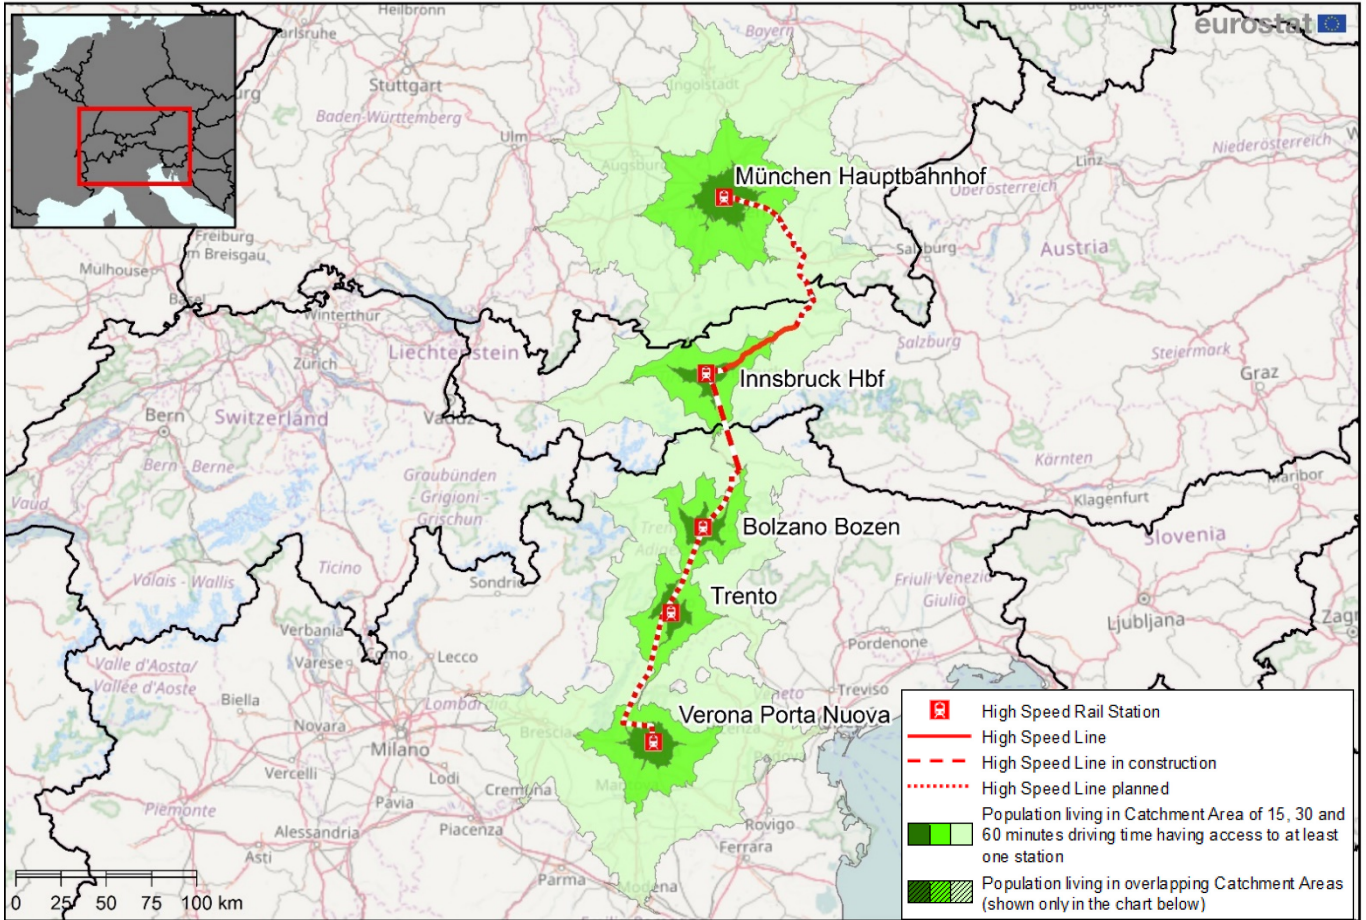 Heilbronn
eurostat
Karlsruhe
Bayern
Stuttgart
Ingolstadt
Baden-Württemberg
Ulm
Augsburg
Linz
Niederösterreich
München Hauptbahnhof
Oberösterreich
Freiburg
im Breisgau
Salzburg
Austria
Mulhouse
Basel
Winterthur
Liechtenstein
Zürich
Salzburg
Steiermark
Graz
Innsbruck Hbf
Bern
Switzerland
Vaduz
Bern - Berne
Graubünden
- Grigioni -
Grischun
Kärnten
Klagenfurt
Maribor
Vaud
Bolzano Bozen
Slovenia
Valais - Wallis
Ticino
Sondrio
Trento
Friuli Venezia
Giulia
Ljubljana
Verbania
Pordenone
Lecco
Varese
Valle d'Aosta/
Vallée d'Aoste
Biella
Lombardia
Veneto
Treviso
Verona Porta Nuova
Novara
Brescia
Milano
Vercelli
Lodi
Cremona
Mantova
Pavia
Piacenza
Piemonte
Rovigo
Alessandria
Ferrara
Asti
Parma
Modena
0 25 50 75 100 km
High Speed Rail Station
High Speed Line
High Speed Line in construction
High Speed Line planned
Population living in Catchment Area of 15, 30 and
60 minutes driving time having access to at least
one station
Population living in overlapping Catchment Areas
(shown only in the chart below)